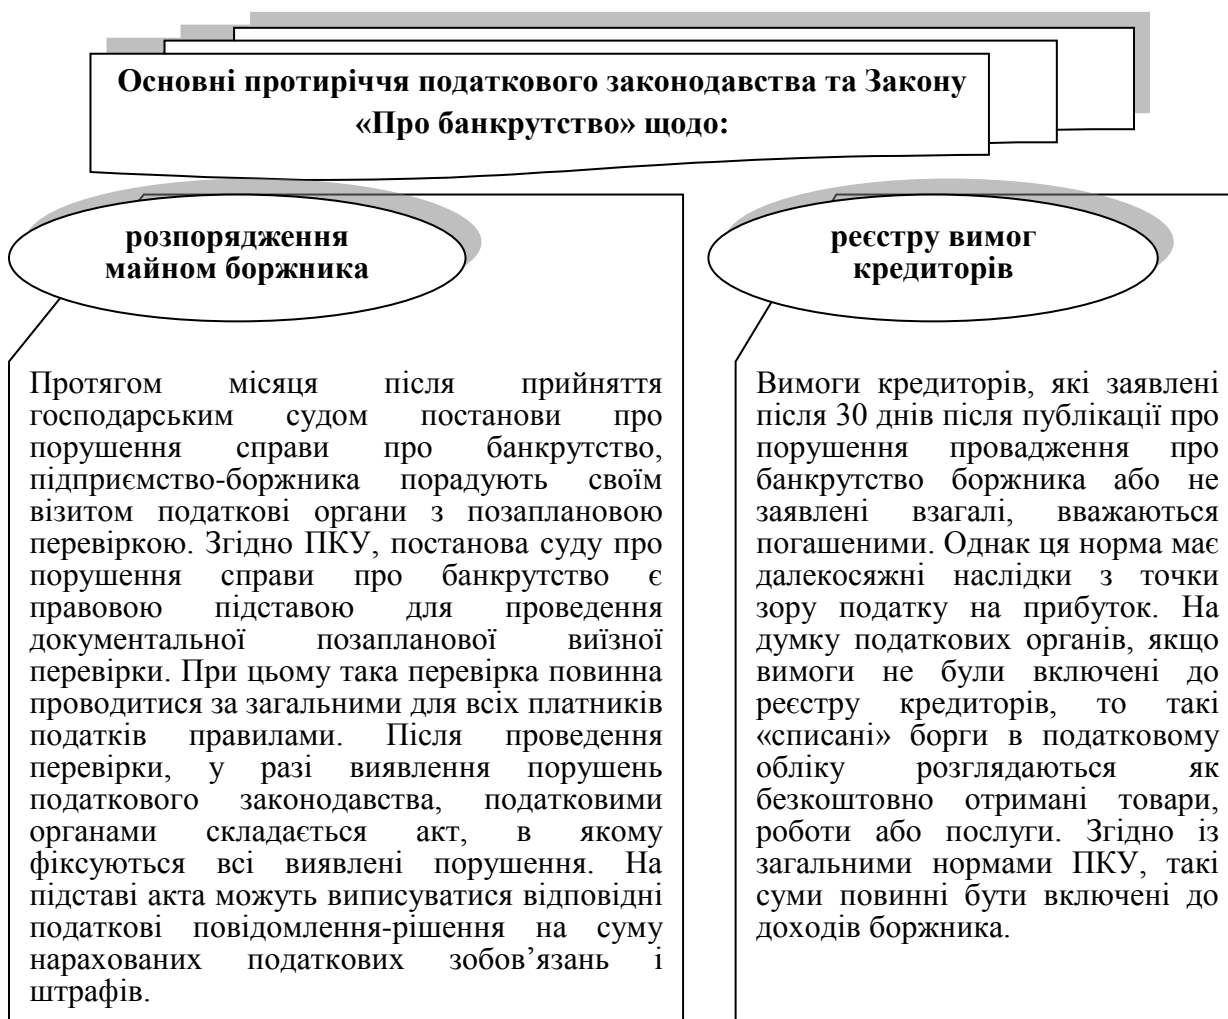 Основні протиріччя податкового законодавства та Закону
«Про банкрутство» щодо:
розпорядження
майном боржника
Протягом місяця після прийняття
господарським судом постанови про
порушення справи про банкрутство,
підприємство-боржника порадують своїм
візитом податкові органи з позаплановою
перевіркою. Згідно ПКУ, постанова суду про
порушення справи про банкрутство є
правовою підставою для проведення
документальної позапланової виїзної
перевірки. При цьому така перевірка повинна
проводитися за загальними для всіх платників
податків правилами. Після проведення
перевірки, у разі виявлення порушень
податкового законодавства, податковими
органами складається акт, в якому
фіксуються всі виявлені порушення. На
підставі акта можуть виписуватися відповідні
податкові повідомлення-рішення на суму
нарахованих податкових зобов’язань і
штрафів.
реєстру вимог
кредиторів
Вимоги кредиторів, які заявлені
після 30 днів після публікації про
порушення провадження про
банкрутство боржника або не
заявлені взагалі, вважаються
погашеними. Однак ця норма має
далекосяжні наслідки з точки
зору податку на прибуток. На
думку податкових органів, якщо
вимоги не були включені до
реєстру кредиторів, то такі
«списані» борги в податковому
обліку розглядаються як
безкоштовно отримані товари,
роботи або послуги. Згідно із
загальними нормами ПКУ, такі
суми повинні бути включені до
доходів боржника.